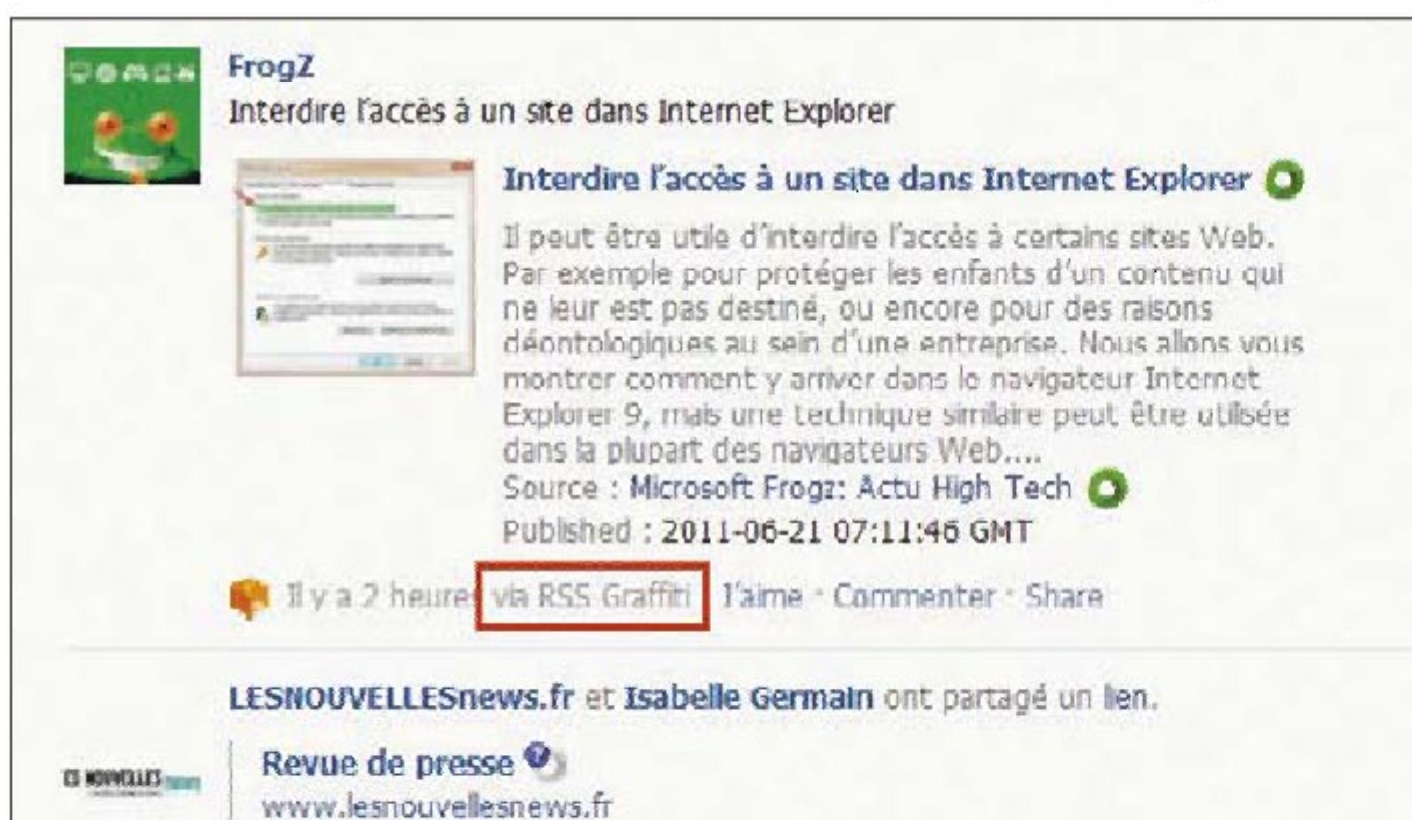 FrogZ
Interdire l'accès à un site dans Internet Explorer
Interdire l'accès à un site dans Internet Explorer
Il peut être utile d'interdire l'accès à certains sites Web.
Par exemple pour protéger les enfants d'un contenu qui
ne leur est pas destiné, ou encore pour des raisons
déontologiques au sein d'une entreprise. Nous allons vous
montrer comment y arriver dans le navigateur Internet
Explorer 9, mais une technique similaire peut être utilisée
dans la plupart des navigateurs Web....
Source : Microsoft Frogz: Actu High Tech
Published : 2011-06-21 07:11:46 GMT
Il y a 2 heures via RSS Graffiti J'aime · Commenter · Share
LESNOUVELLESnews.fr et Isabelle Germain ont partagé un lien.
Revue de presse
LES NOUVELLES news
www.lesnouvellesnews.fr